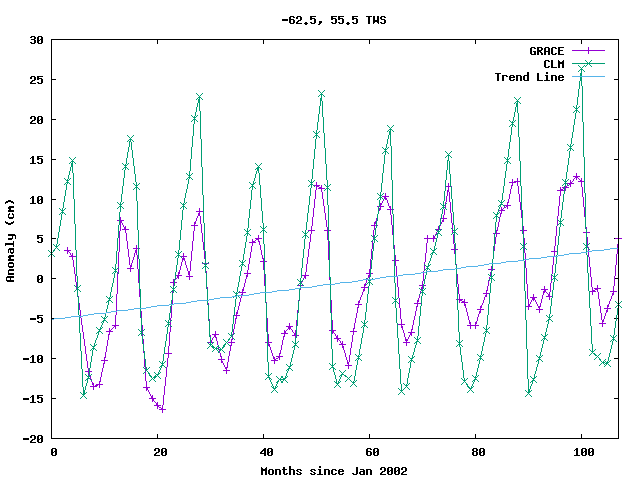 -62.5, 55.5 TWS
30
25
20
15
10
5
0
-5
-10
-15
-20
Anomaly (cm)
GRACE
CLM
Trend Line
0 20 40 60 80 100
Months since Jan 2002